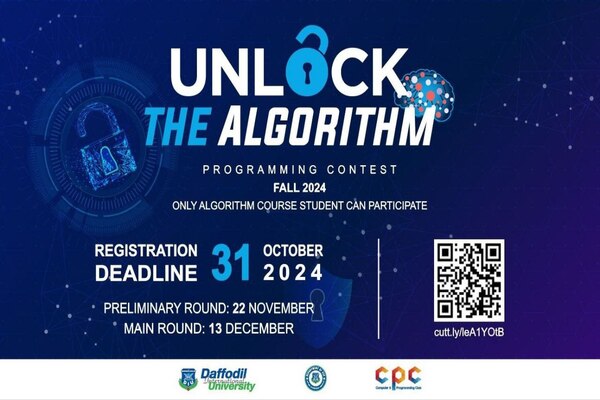 UNLOCK
THE ALGORITHM
PROGRAMMING CONTEST
FALL 2024
ONLY ALGORITHM COURSE STUDENT CAN PARTICIPATE
REGISTRATION
DEADLINE
31
OCTOBER
2024
PRELIMINARY ROUND: 22 NOVEMBER
MAIN ROUND: 13 DECEMBER
cutt.ly/leA1YOtB
Daffodil
International
University
cpc
Computer & Programming Club